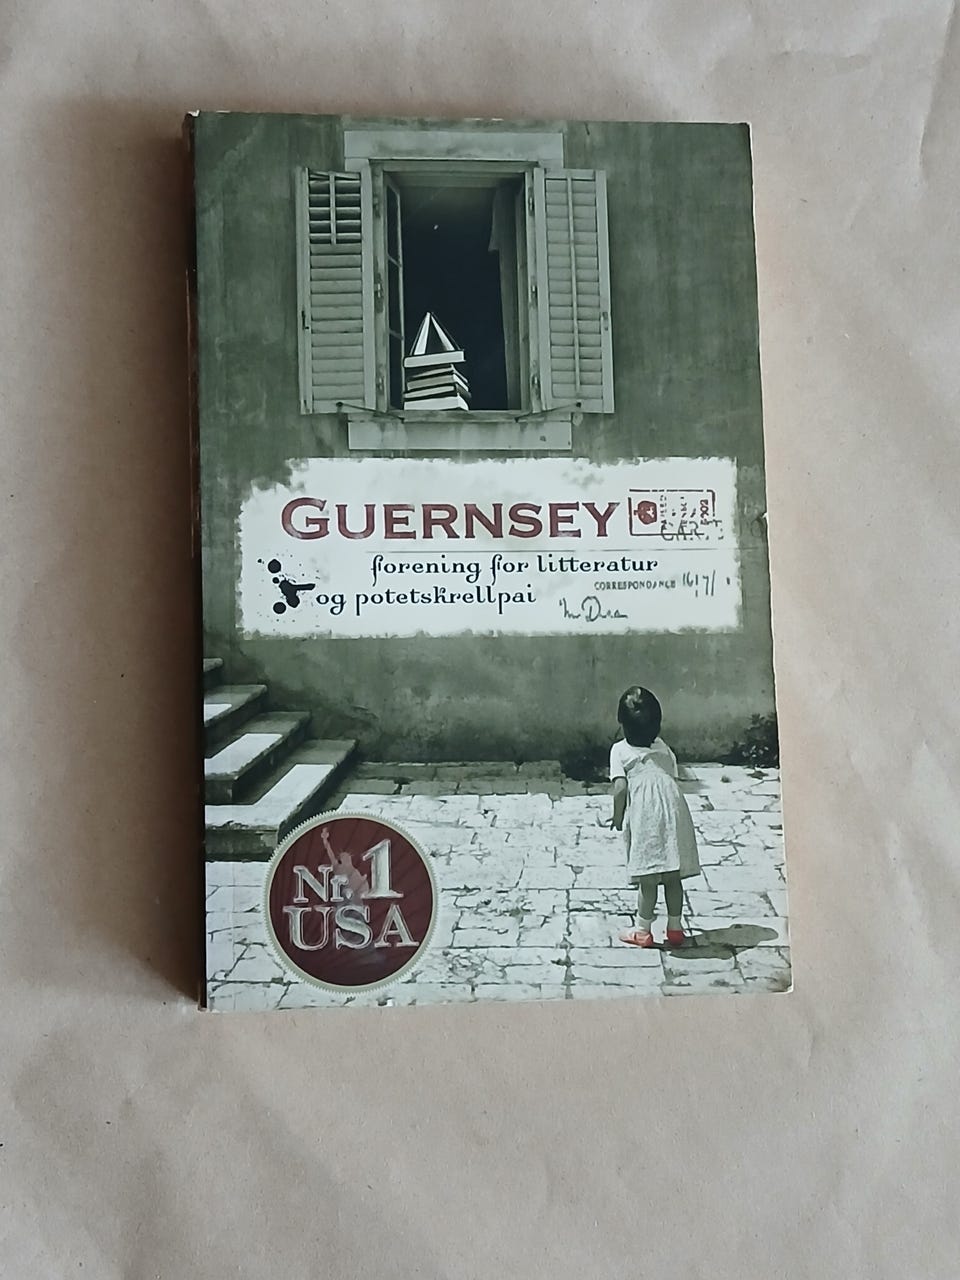 GUERNSEY
forening for litteratur
CORRESPONDANCE
og potetskrellpai
Nr.1
USA